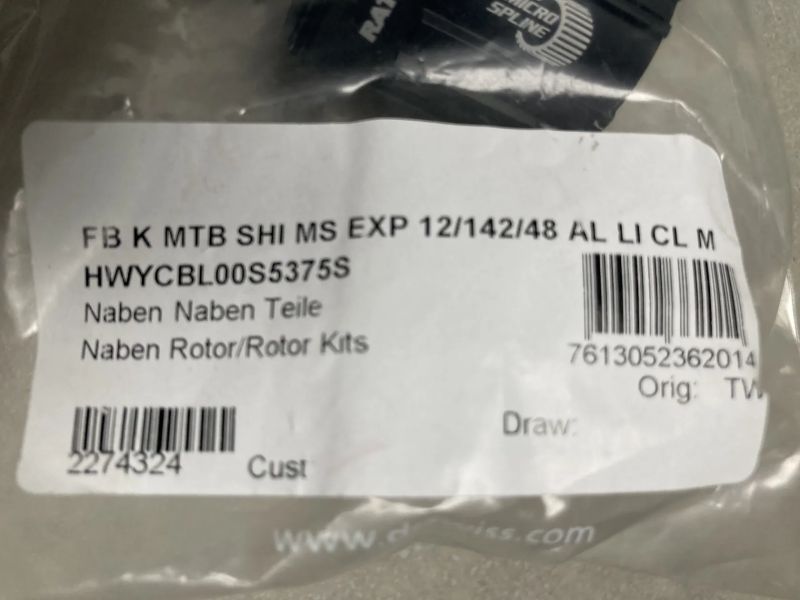 RAT
MICRO
SPLINE
FB K MTB SHI MS EXP 12/142/48 AL LI CL M
HWYCBL00S5375S
Naben Naben Teile
Naben Rotor/Rotor Kits
7613052362014
Orig: TW
Draw:
2274324
Cust